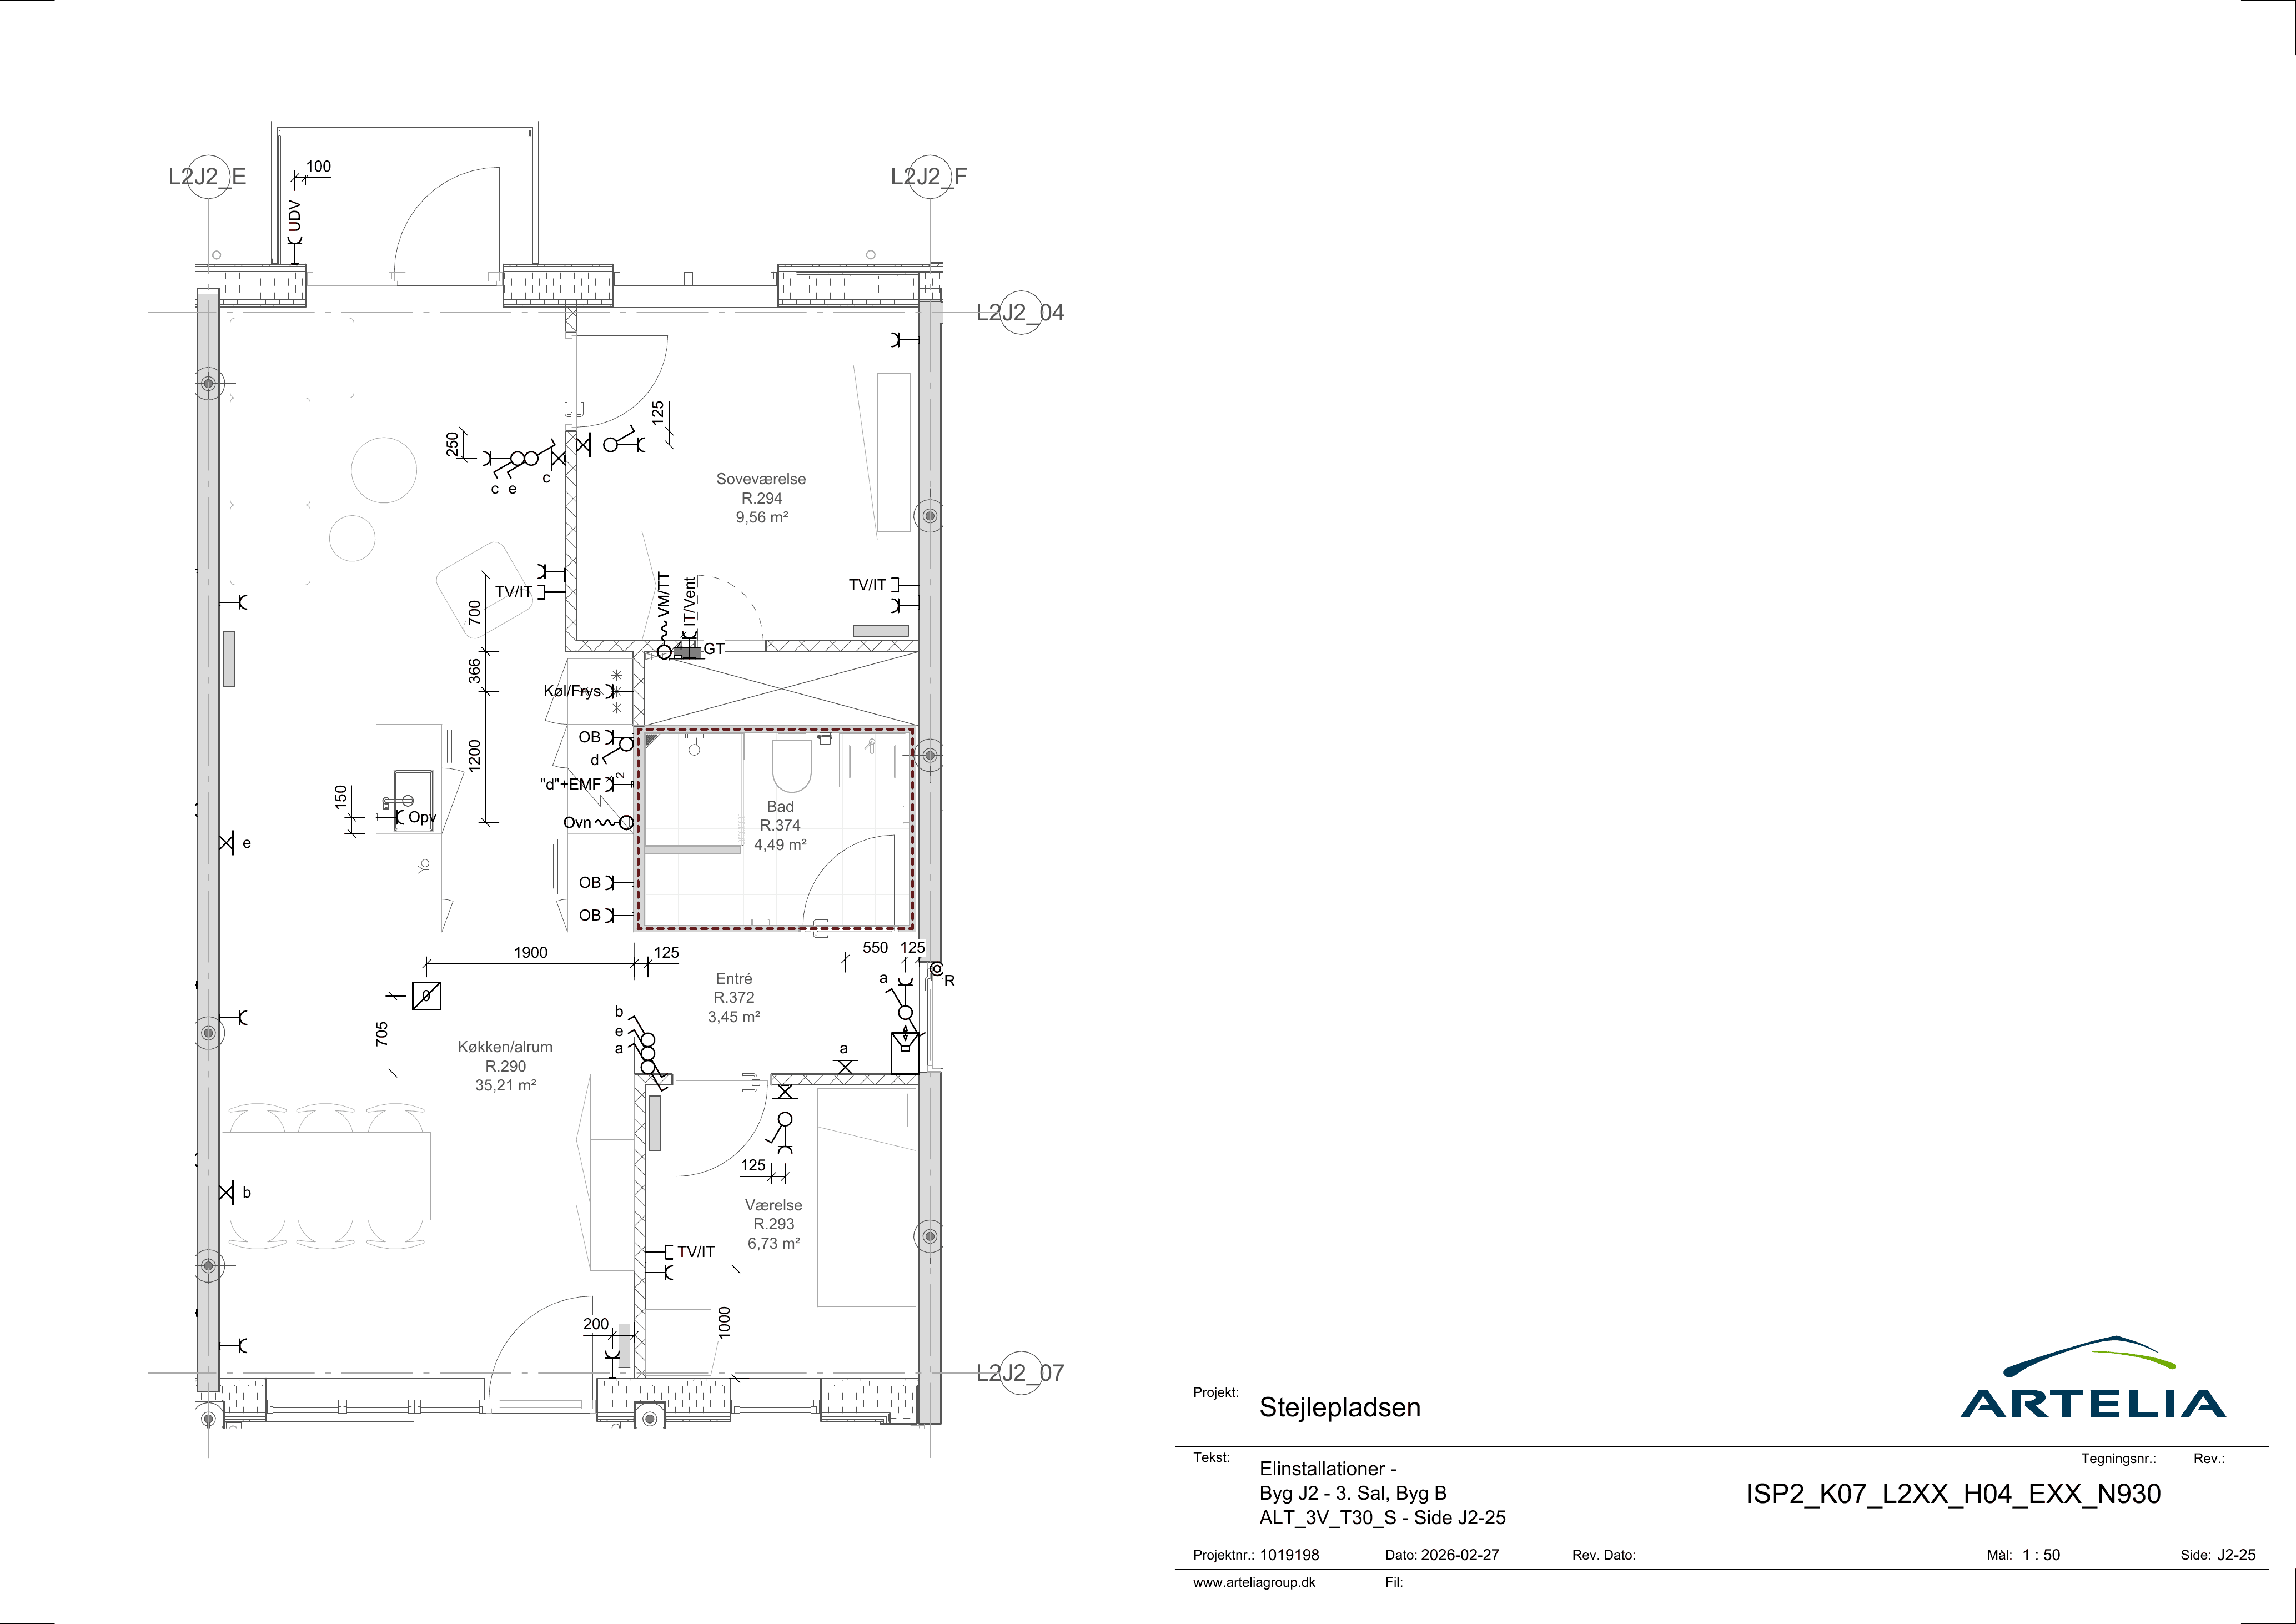 100
L2J2_E
L2J2_F
UDV
L2J2_04
125
250
c
c e
Soveværelse
R.294
9,56 m²
TV/IT
TV/IT
700
VM/TT
IT/Vent
4
GT
366
Køl/Frys
OB
d
1200
"d"+EMF
2
150
Opv
Ovn
Bad
R.374
4,49 m²
e
OB
OB
1900
125
550
125
a
R
Entré
R.372
3,45 m²
0
705
b
e
a
a
Køkken/alrum
R.290
35,21 m²
125
b
Værelse
R.293
6,73 m²
TV/IT
1000
200
L2J2_07
ARTELIA
Projekt:
Stejlepladsen
Tekst:
Elinstallationer -
Byg J2 - 3. Sal, Byg B
ALT_3V_T30_S - Side J2-25
Tegningsnr.:
Rev.:
ISP2_K07_L2XX_H04_EXX_N930
Projektnr.: 1019198
Dato: 2026-02-27
Rev. Dato:
Mål: 1 : 50
Side: J2-25
www.arteliagroup.dk
Fil: